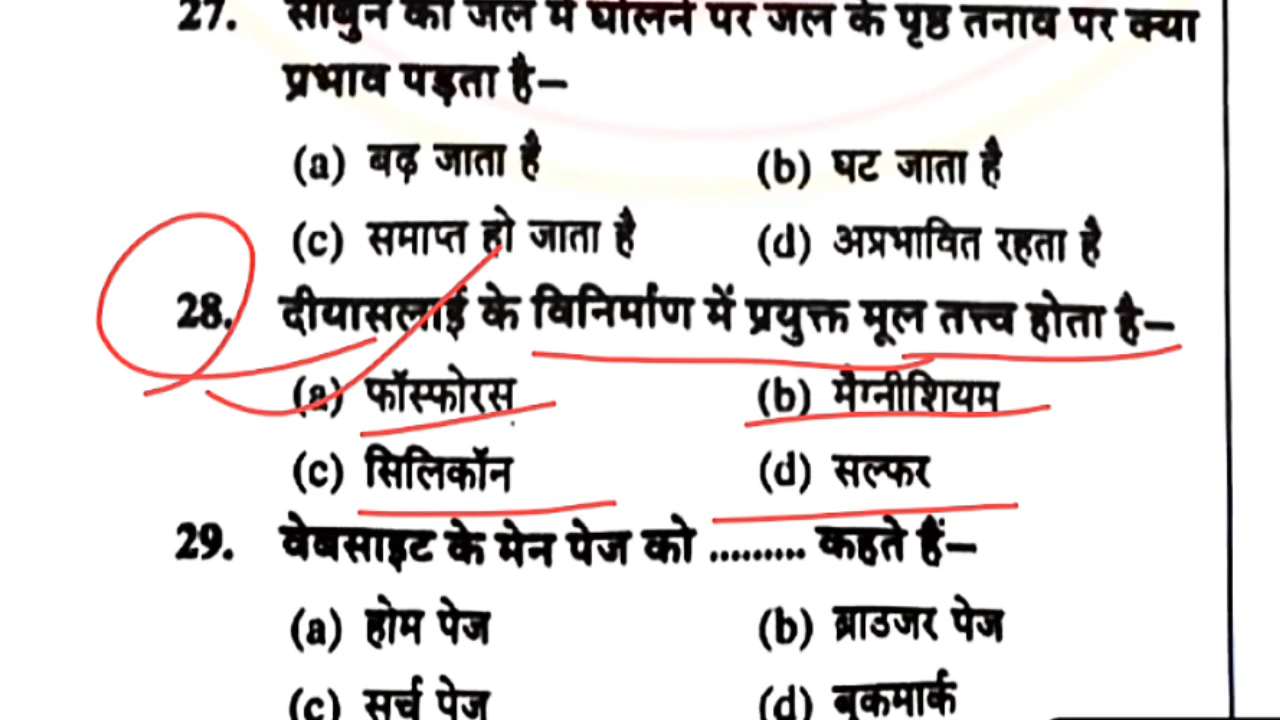 27. साबुन को जल में घोलने पर जल के पृष्ठ तनाव पर क्या
प्रभाव पड़ता है–
(a) बढ़ जाता है (b) घट जाता है
(c) समाप्त हो जाता है (d) अप्रभावित रहता है
28. दीयासलाई के विनिर्माण में प्रयुक्त मूल तत्त्व होता है–
(a) फॉस्फोरस (b) मैग्नीशियम
(c) सिलिकॉन (d) सल्फर
29. वेबसाइट के मेन पेज को ......... कहते हैं–
(a) होम पेज (b) ब्राउजर पेज
(c) सर्च पेज (d) बुकमार्क